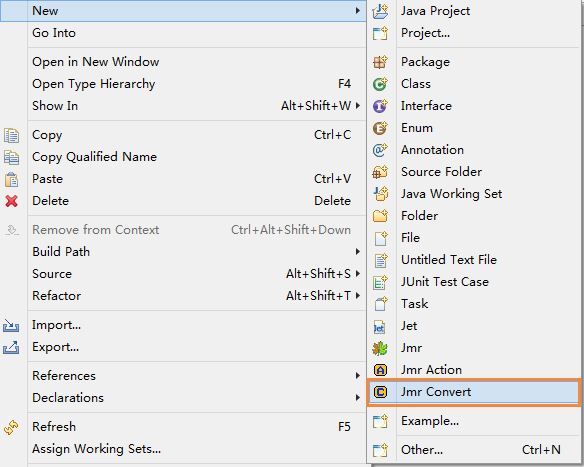 New
Go Into
Open in New Window
Open Type Hierarchy F4
Show In Alt+Shift+W
Copy Ctrl+C
Copy Qualified Name
Paste Ctrl+V
Delete Delete
Remove from Context Ctrl+Alt+Shift+Down
Build Path
Source Alt+Shift+S
Refactor Alt+Shift+T
Import...
Export...
References
Declarations
Refresh F5
Assign Working Sets...
Java Project
Project...
Package
Class
Interface
Enum
Annotation
Source Folder
Java Working Set
Folder
File
Untitled Text File
JUnit Test Case
Task
Jet
Jmr
Jmr Action
Jmr Convert
Example...
Other... Ctrl+N